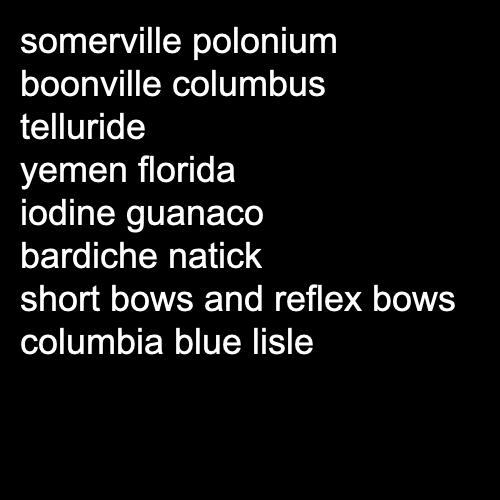 somerville polonium
boonville columbus
telluride
yemen florida
iodine guanaco
bardiche natick
short bows and reflex bows
columbia blue lisle